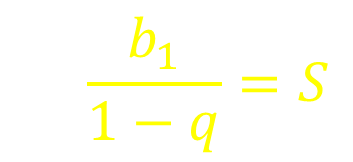 b₁ / (1 − q) = S